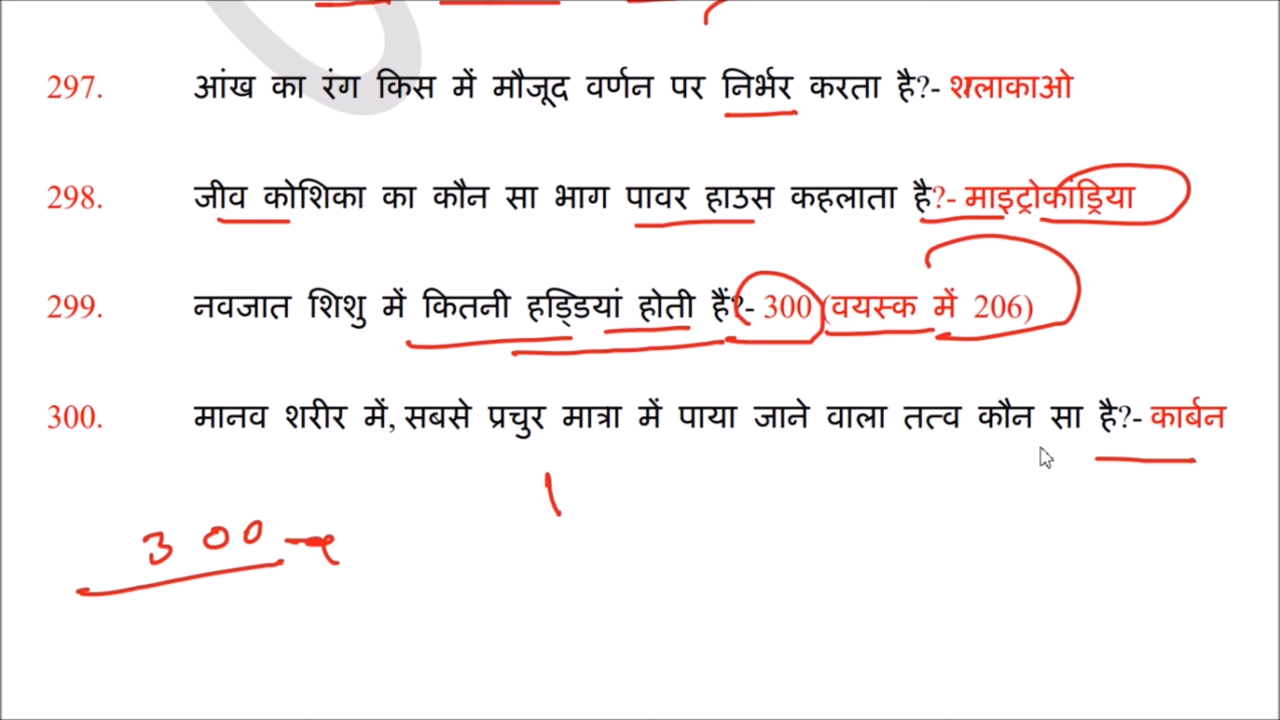 297. आंख का रंग किस में मौजूद वर्णन पर निर्भर करता है?- शलाकाओ
298. जीव कोशिका का कौन सा भाग पावर हाउस कहलाता है?- माइट्रोकांड्रिया
299. नवजात शिशु में कितनी हड्डियां होती हैं?- 300 (वयस्क में 206)
300. मानव शरीर में, सबसे प्रचुर मात्रा में पाया जाने वाला तत्व कौन सा है?- कार्बन
300